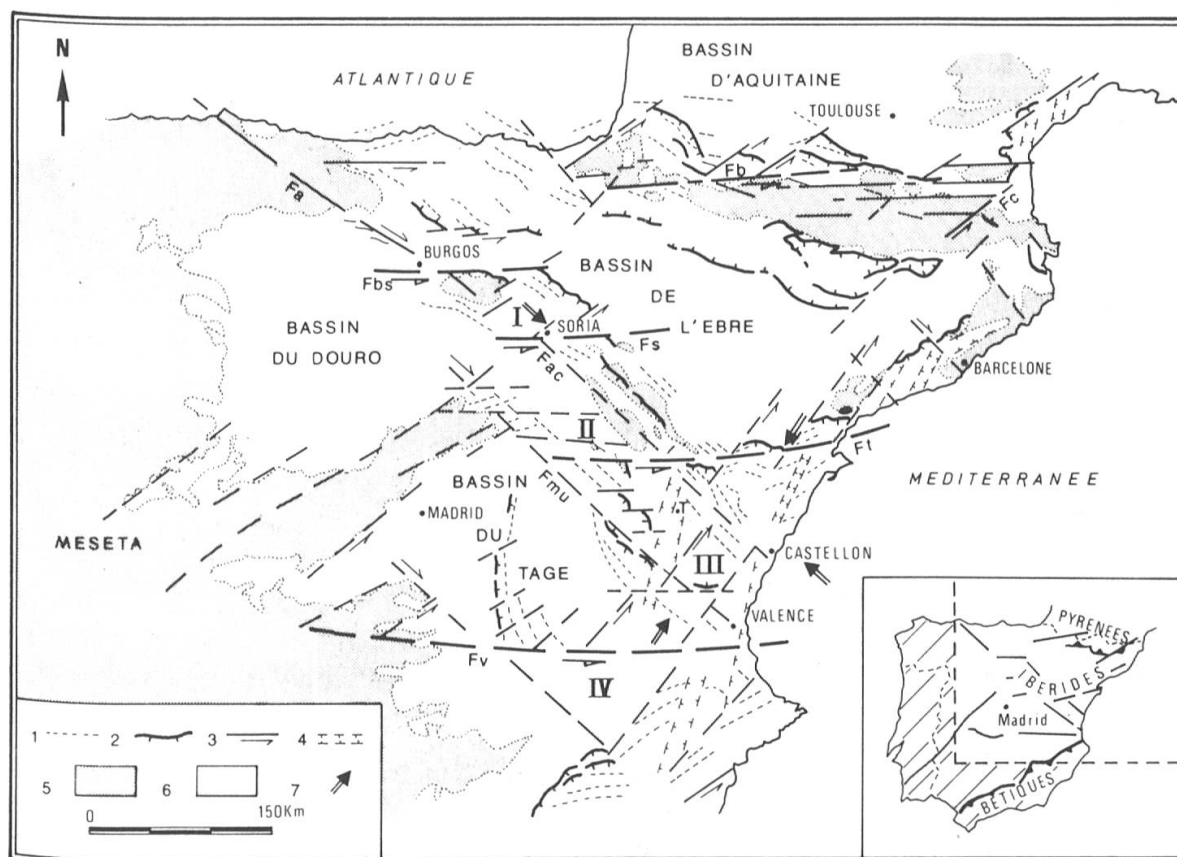 N
ATLANTIQUE
BASSIN
D'AQUITAINE
TOULOUSE
Fb
Fc
Fa
BURGOS
Fbs
BASSIN
DE
L'EBRE
I
SORIA
Fs
Fac
BASSIN
DU DOURO
BARCELONE
II
Ft
MEDITERRANEE
BASSIN
DU
TAGE
Fmu
MADRID
T
MESETA
III
CASTELLON
VALENCE
Fv
IV
1
2
3
4
5
6
7
0
150Km
PYRENEES
IBERIDES
Madrid
BÉTIQUES